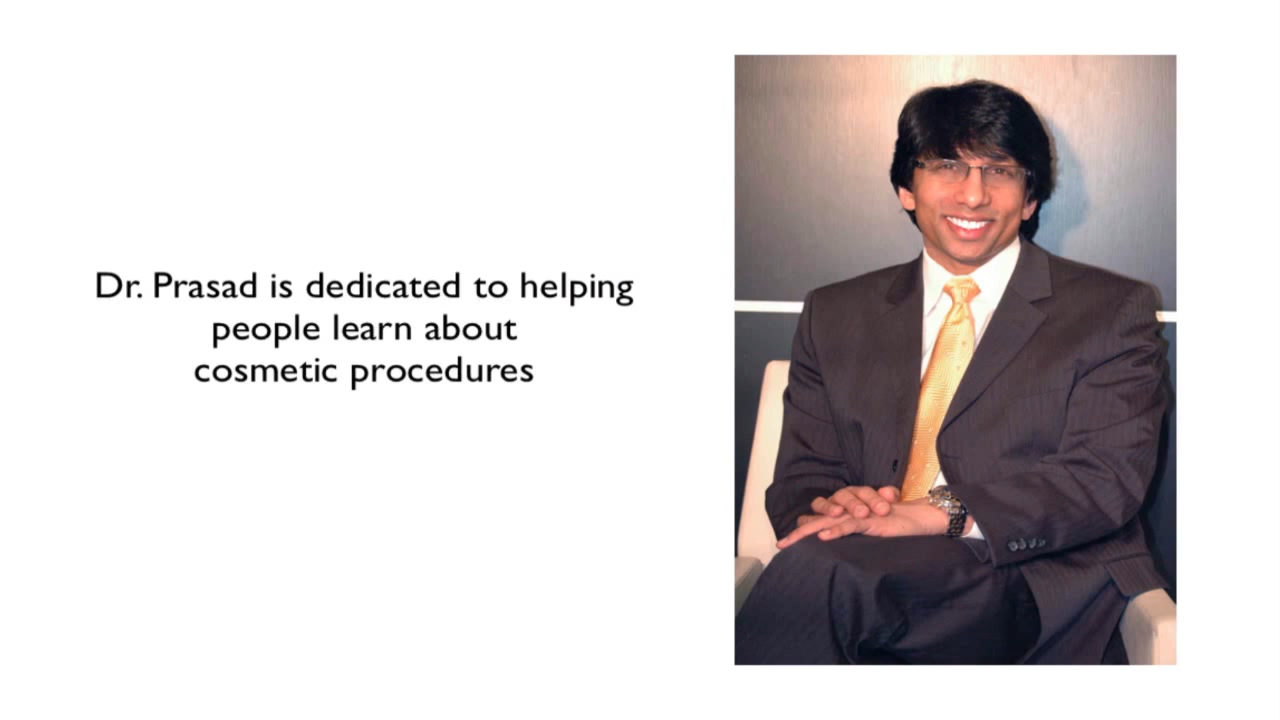 Dr. Prasad is dedicated to helping
people learn about
cosmetic procedures